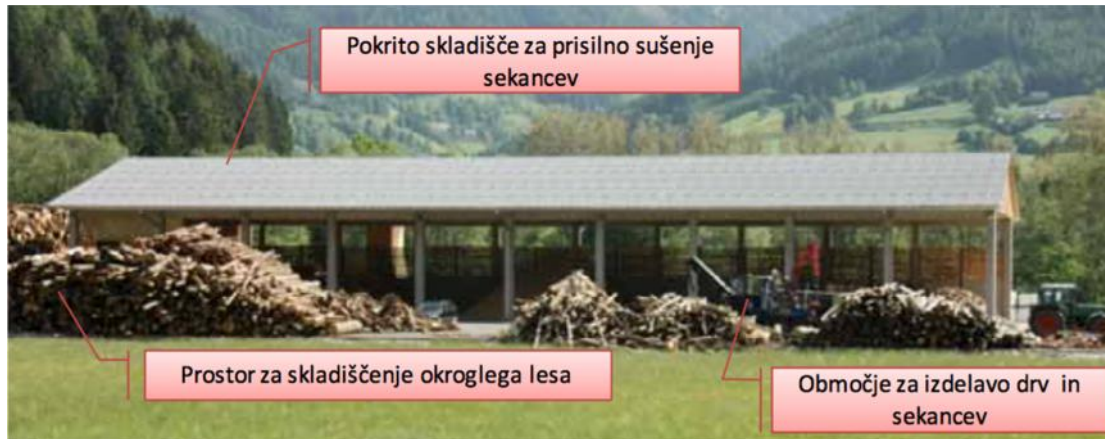 Pokrito skladišče za prisilno sušenje
sekancev
Prostor za skladiščenje okroglega lesa
Območje za izdelavo drv in
sekancev